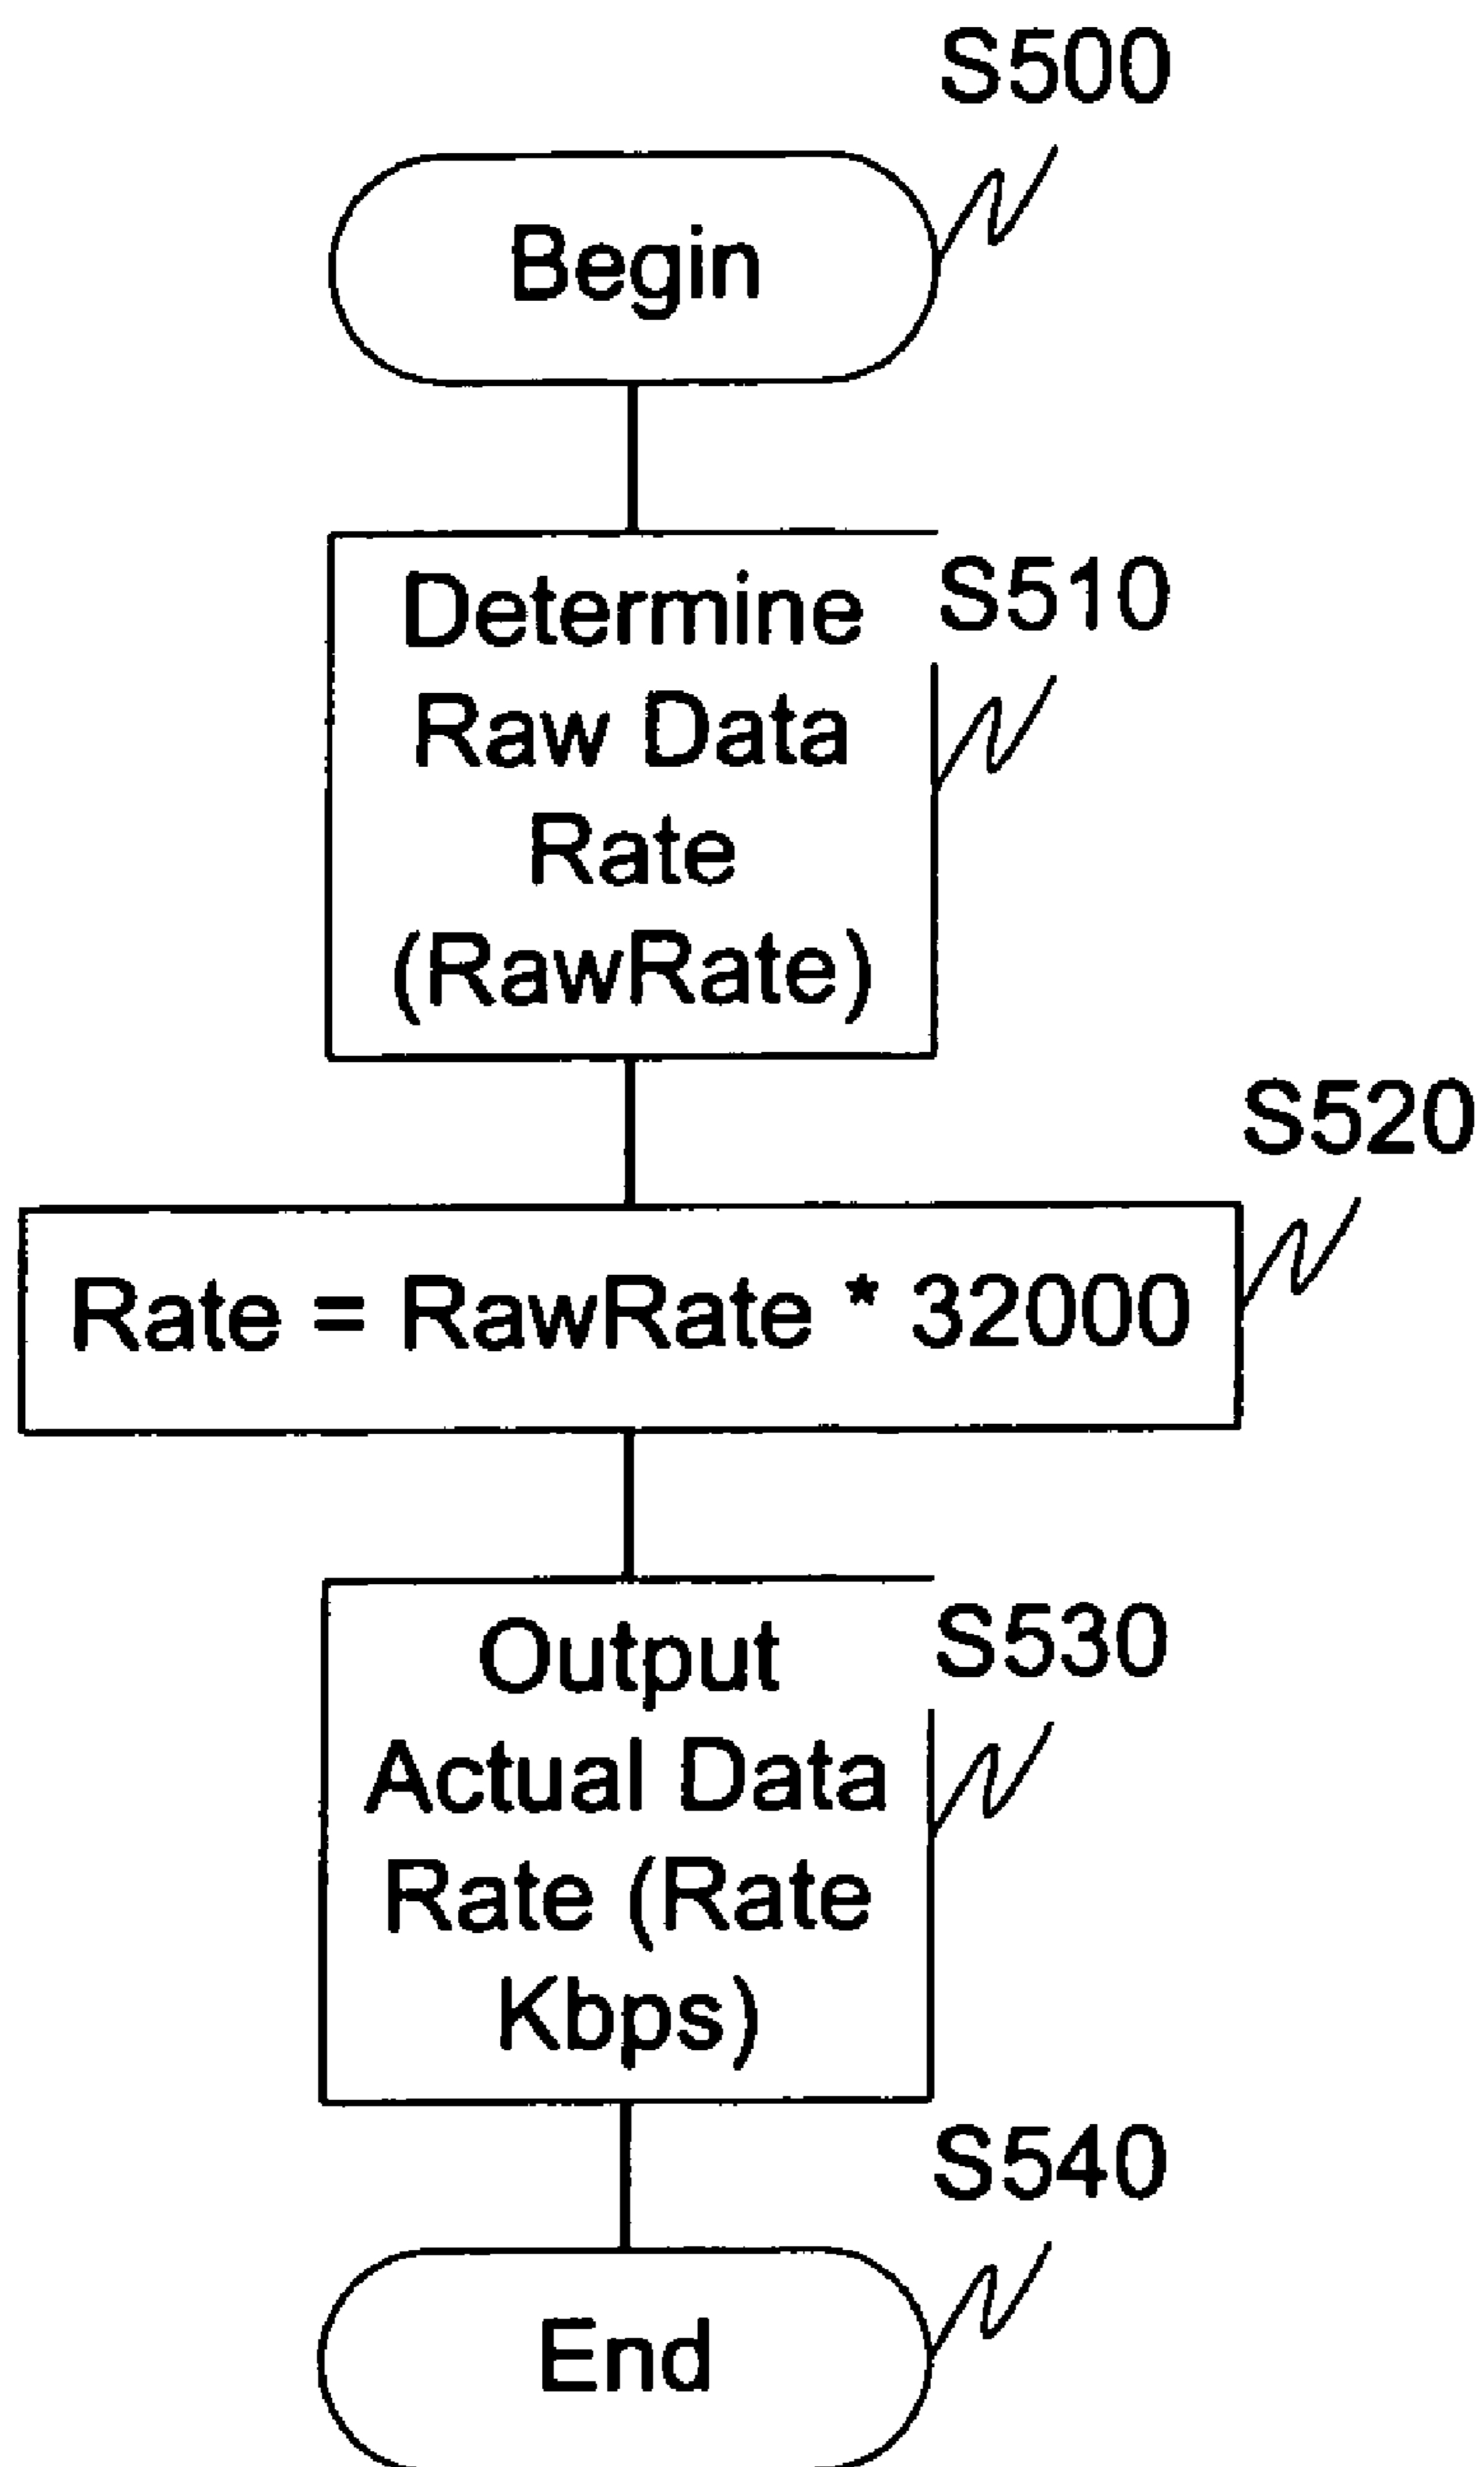 S500
Begin
S510
Determine
Raw Data
Rate
(RawRate)
S520
Rate = RawRate * 32000
S530
Output
Actual Data
Rate (Rate
Kbps)
S540
End